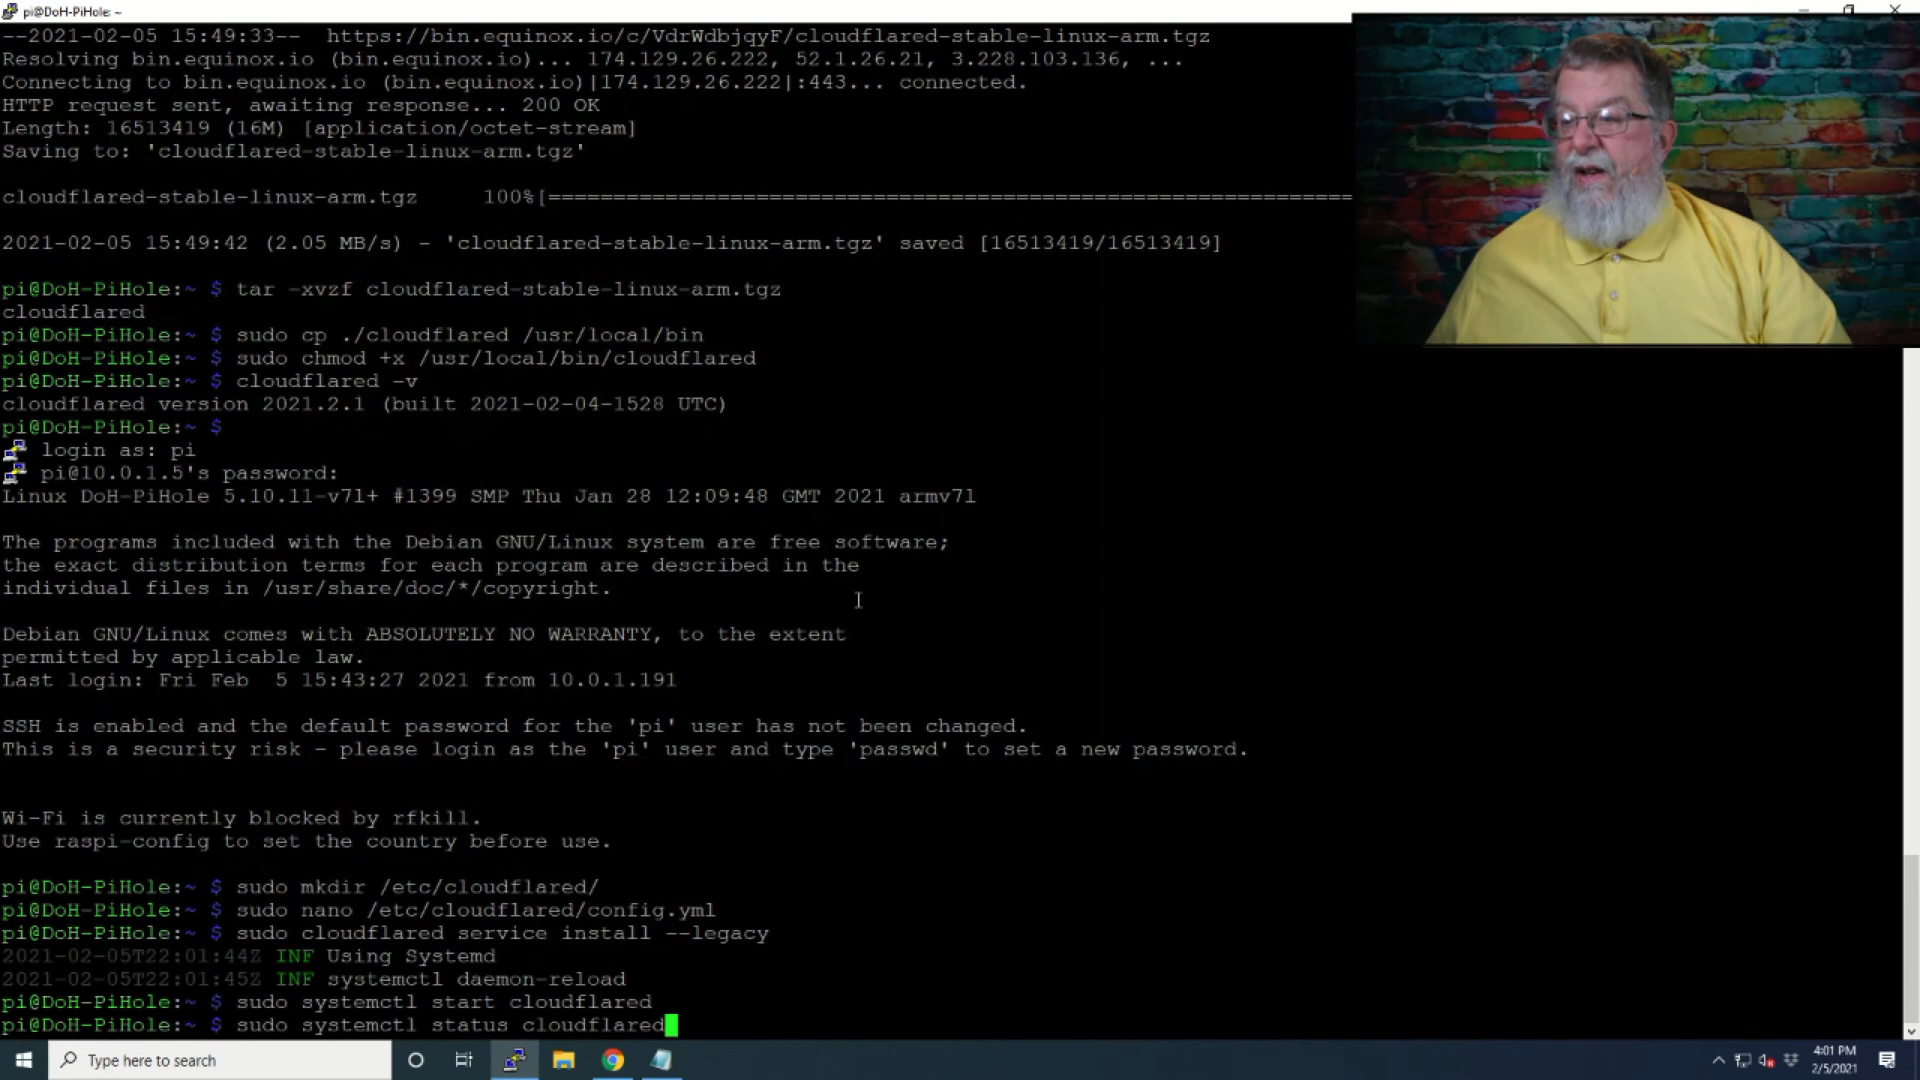 pi@DoH-PiHole: ~
--2021-02-05 15:49:33--  https://bin.equinox.io/c/VdrWdbjqyF/cloudflared-stable-linux-arm.tgz
Resolving bin.equinox.io (bin.equinox.io)... 174.129.26.222, 52.1.26.21, 3.228.103.136, ...
Connecting to bin.equinox.io (bin.equinox.io)|174.129.26.222|:443... connected.
HTTP request sent, awaiting response... 200 OK
Length: 16513419 (16M) [application/octet-stream]
Saving to: 'cloudflared-stable-linux-arm.tgz'
cloudflared-stable-linux-arm.tgz     100%[==============================================================
2021-02-05 15:49:42 (2.05 MB/s) - 'cloudflared-stable-linux-arm.tgz' saved [16513419/16513419]
pi@DoH-PiHole:~ $ tar -xvzf cloudflared-stable-linux-arm.tgz
cloudflared
pi@DoH-PiHole:~ $ sudo cp ./cloudflared /usr/local/bin
pi@DoH-PiHole:~ $ sudo chmod +x /usr/local/bin/cloudflared
pi@DoH-PiHole:~ $ cloudflared -v
cloudflared version 2021.2.1 (built 2021-02-04-1528 UTC)
pi@DoH-PiHole:~ $
login as: pi
pi@10.0.1.5's password:
Linux DoH-PiHole 5.10.11-v7l+ #1399 SMP Thu Jan 28 12:09:48 GMT 2021 armv7l
The programs included with the Debian GNU/Linux system are free software;
the exact distribution terms for each program are described in the
individual files in /usr/share/doc/*/copyright.
Debian GNU/Linux comes with ABSOLUTELY NO WARRANTY, to the extent
permitted by applicable law.
Last login: Fri Feb  5 15:43:27 2021 from 10.0.1.191
SSH is enabled and the default password for the 'pi' user has not been changed.
This is a security risk - please login as the 'pi' user and type 'passwd' to set a new password.
Wi-Fi is currently blocked by rfkill.
Use raspi-config to set the country before use.
pi@DoH-PiHole:~ $ sudo mkdir /etc/cloudflared/
pi@DoH-PiHole:~ $ sudo nano /etc/cloudflared/config.yml
pi@DoH-PiHole:~ $ sudo cloudflared service install --legacy
2021-02-05T22:01:44Z INF Using Systemd
2021-02-05T22:01:45Z INF systemctl daemon-reload
pi@DoH-PiHole:~ $ sudo systemctl start cloudflared
pi@DoH-PiHole:~ $ sudo systemctl status cloudflared
Type here to search
4:01 PM
2/5/2021